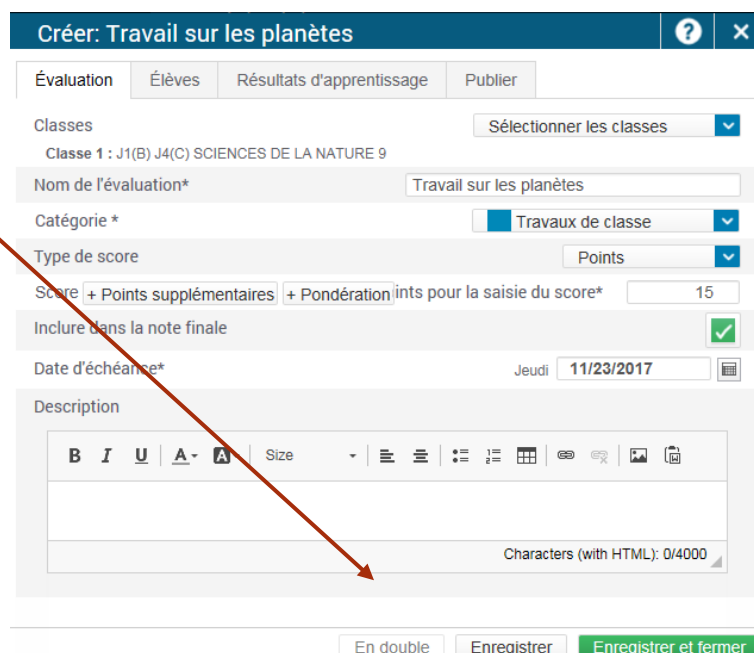 Créer: Travail sur les planètes ? ×
Évaluation Élèves Résultats d'apprentissage Publier
Classes Sélectionner les classes
Classe 1 : J1(B) J4(C) SCIENCES DE LA NATURE 9
Nom de l'évaluation* Travail sur les planètes
Catégorie * Travaux de classe
Type de score Points
Score + Points supplémentaires + Pondération ints pour la saisie du score* 15
Inclure dans la note finale
Date d'échéance* Jeudi 11/23/2017
Description
B I U A A Size
Characters (with HTML): 0/4000
En double Enregistrer Enregistrer et fermer